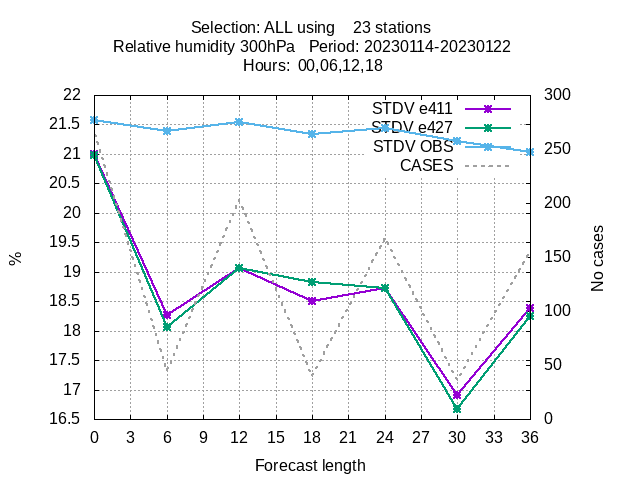 Selection: ALL using    23 stations
Relative humidity 300hPa   Period: 20230114-20230122
Hours:  00,06,12,18
22
21.5
21
20.5
20
19.5
19
18.5
18
17.5
17
16.5
%
STDV e411
STDV e427
STDV OBS
CASES
300
250
200
150
100
50
0
No cases
0 3 6 9 12 15 18 21 24 27 30 33 36
Forecast length